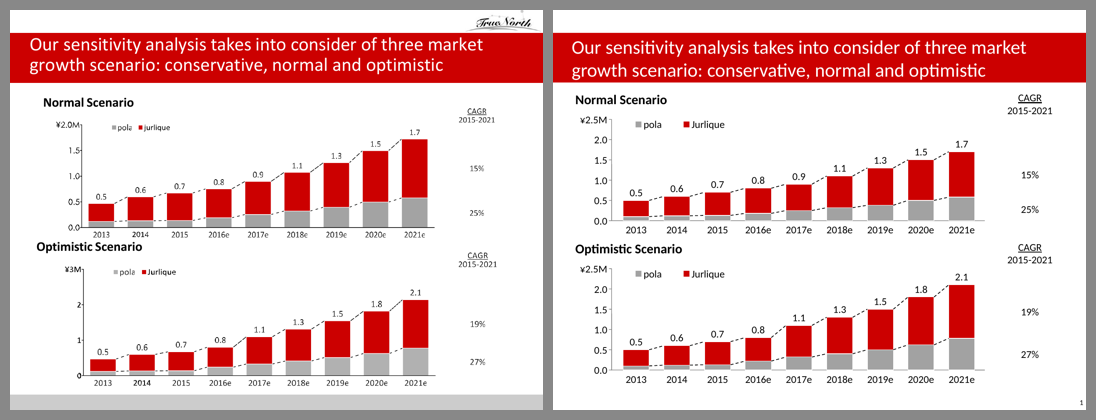 True North
Our sensitivity analysis takes into consider of three market
growth scenario: conservative, normal and optimistic
Normal Scenario
CAGR
2015-2021
¥2.0M
pola Jurlique
1.7
1.5
1.5
1.3
1.1
15%
1.0
0.9
0.8
0.7
0.6
0.5
0.5
25%
0.0
2013 2014 2015 2016e 2017e 2018e 2019e 2020e 2021e
Optimistic Scenario
CAGR
2015-2021
¥3M
pola Jurlique
2.1
2
1.8
1.5
1.3
19%
1.1
1
0.8
0.7
0.6
0.5
27%
0
2013 2014 2015 2016e 2017e 2018e 2019e 2020e 2021e
Our sensitivity analysis takes into consider of three market
growth scenario: conservative, normal and optimistic
Normal Scenario
CAGR
2015-2021
¥2.5M
pola Jurlique
2.0
1.7
1.5
1.5
1.3
1.1
15%
1.0
0.9
0.8
0.7
0.6
0.5
0.5
25%
0.0
2013 2014 2015 2016e 2017e 2018e 2019e 2020e 2021e
Optimistic Scenario
CAGR
2015-2021
¥2.5M
pola Jurlique
2.1
2.0
1.8
1.5
1.5
1.3
19%
1.1
1.0
0.8
0.7
0.6
0.5
0.5
27%
¥0.0
2013 2014 2015 2016e 2017e 2018e 2019e 2020e 2021e
1